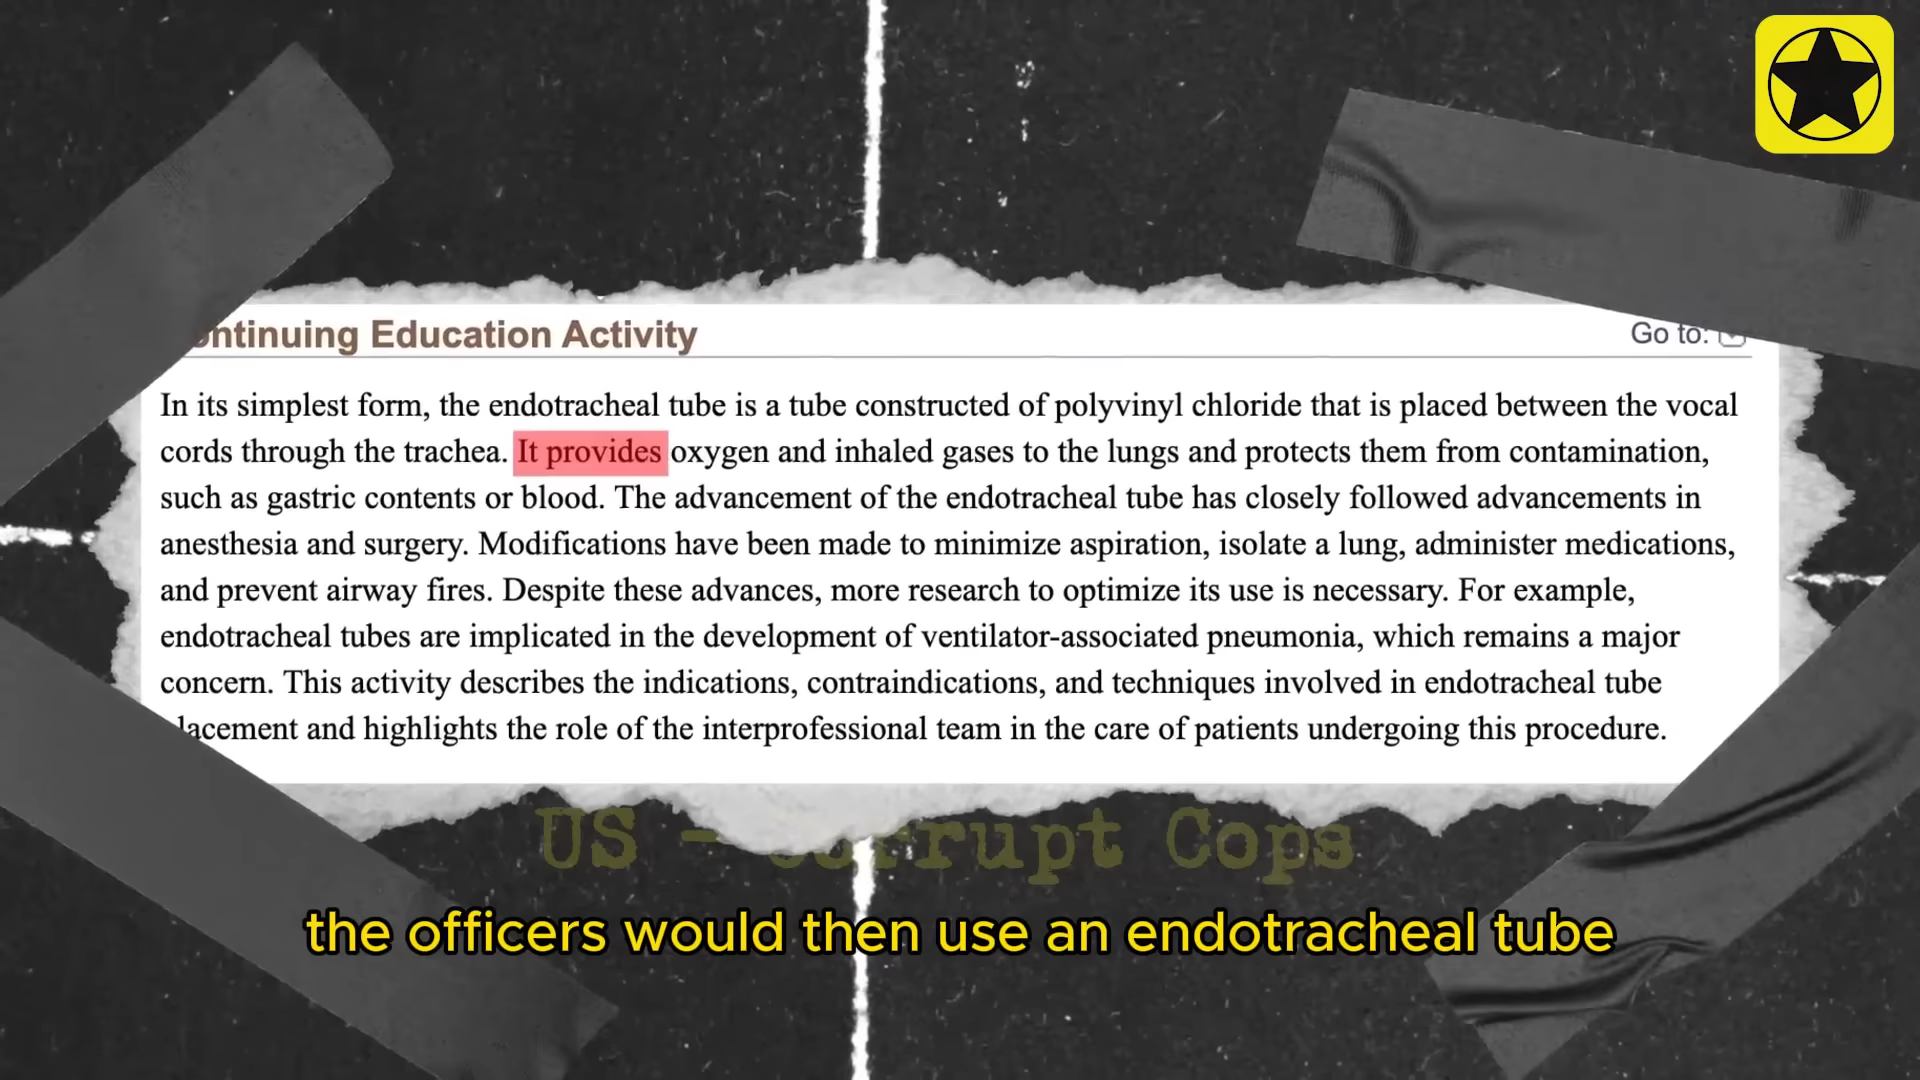 ntinuing Education Activity
Go to:
In its simplest form, the endotracheal tube is a tube constructed of polyvinyl chloride that is placed between the vocal
cords through the trachea. It provides oxygen and inhaled gases to the lungs and protects them from contamination,
such as gastric contents or blood. The advancement of the endotracheal tube has closely followed advancements in
anesthesia and surgery. Modifications have been made to minimize aspiration, isolate a lung, administer medications,
and prevent airway fires. Despite these advances, more research to optimize its use is necessary. For example,
endotracheal tubes are implicated in the development of ventilator-associated pneumonia, which remains a major
concern. This activity describes the indications, contraindications, and techniques involved in endotracheal tube
lacement and highlights the role of the interprofessional team in the care of patients undergoing this procedure.
US - Corrupt Cops
the officers would then use an endotracheal tube